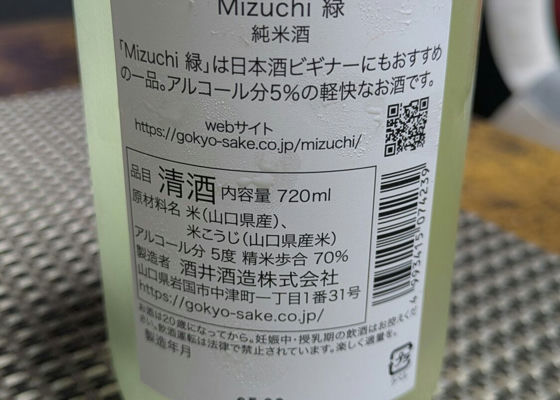 Mizuchi 緑
純米酒
「Mizuchi 緑」は日本酒ビギナーにもおすすめ
の一品。アルコール分5%の軽快なお酒です。
webサイト
https://gokyo-sake.co.jp/mizuchi/
品目 清酒 内容量 720ml
原材料名 米(山口県産)、
米こうじ(山口県産米)
アルコール分 5度 精米歩合 70%
製造者 酒井酒造株式会社
山口県岩国市中津町一丁目1番31号
https://gokyo-sake.co.jp/
お酒は20歳になってから。妊娠中・授乳期の飲酒はお控えくだ
さい。飲酒運転は法律で禁止されています。楽しく適量を。
製造年月
4 993415 074239